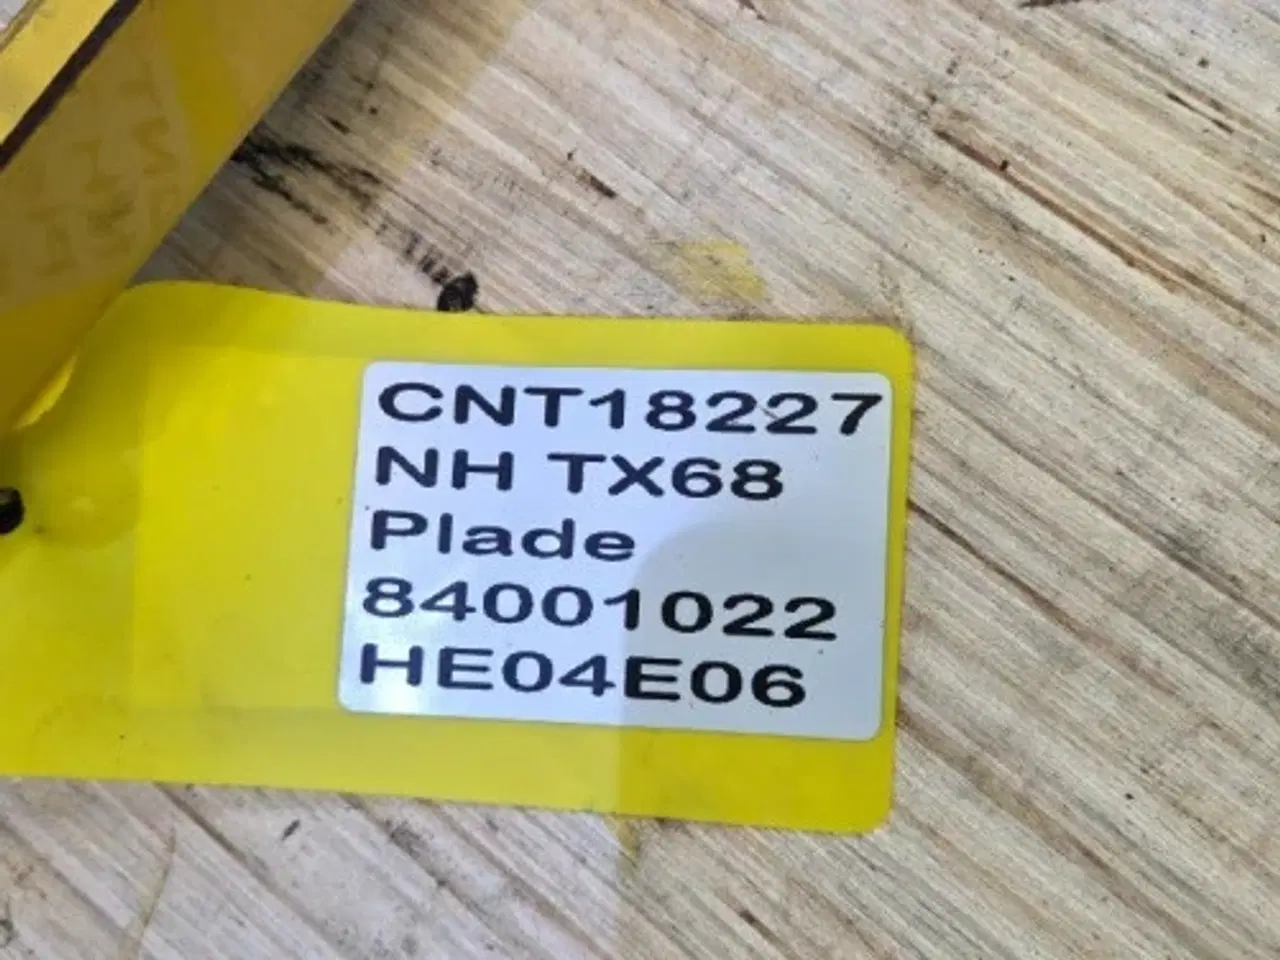 CNT18227
NH TX68
Plade
84001022
HE04E06